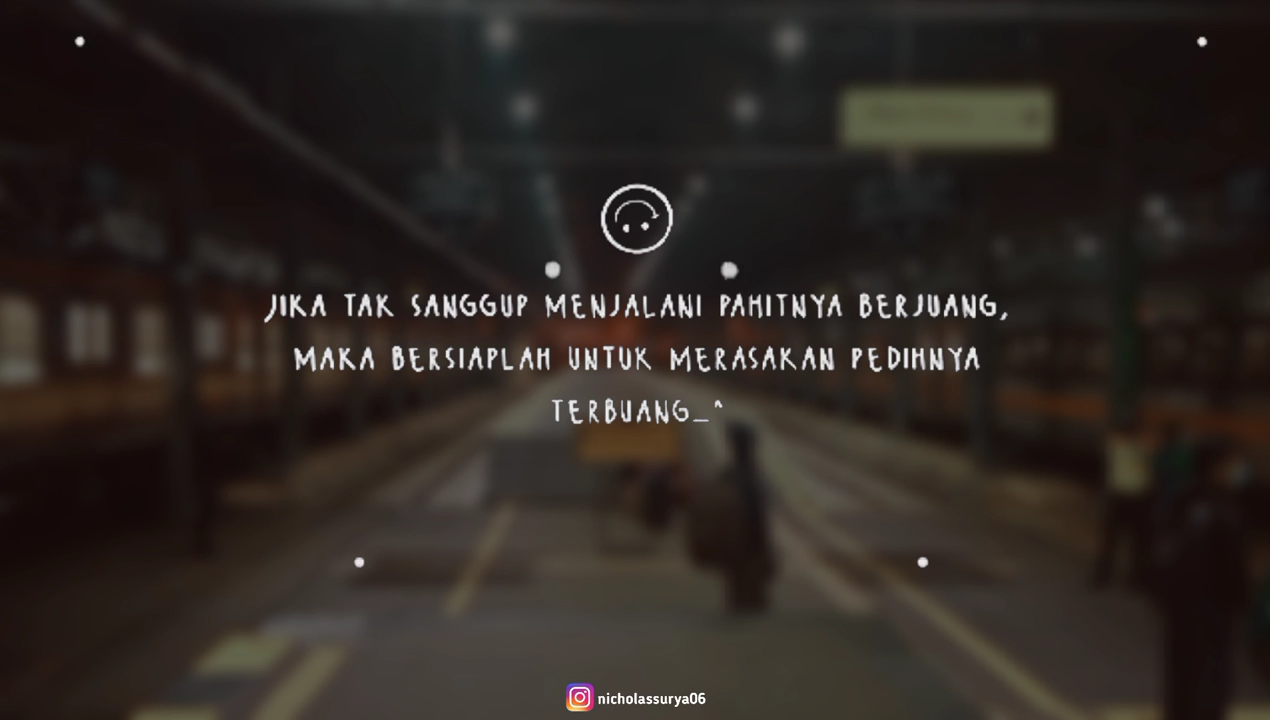 JIKA TAK SANGGUP MENJALANI PAHITNYA BERJUANG,
MAKA BERSIAPLAH UNTUK MERASAKAN PEDIHNYA
TERBUANG_^
nicholassurya06